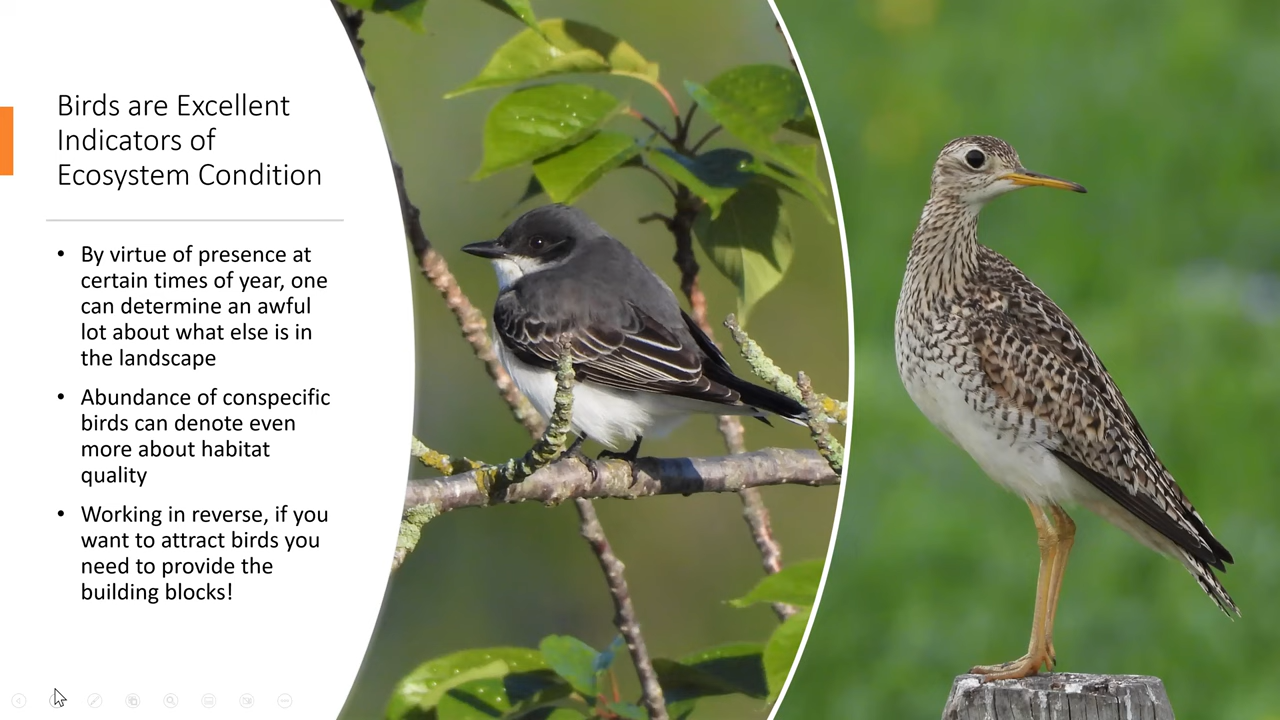 Birds are Excellent
Indicators of
Ecosystem Condition
• By virtue of presence at
certain times of year, one
can determine an awful
lot about what else is in
the landscape
• Abundance of conspecific
birds can denote even
more about habitat
quality
• Working in reverse, if you
want to attract birds you
need to provide the
building blocks!